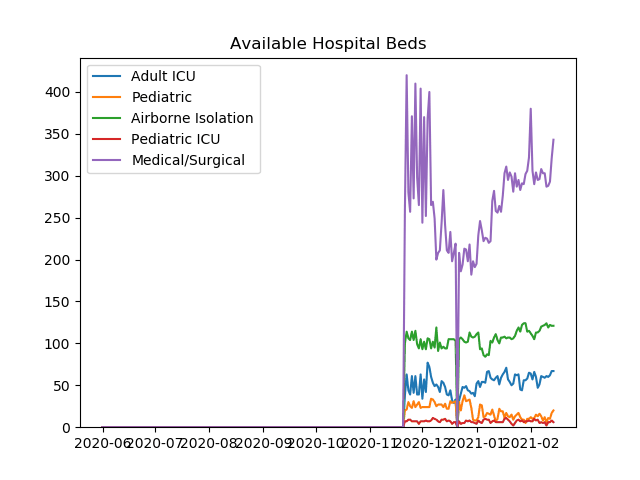 Available Hospital Beds
Adult ICU
Pediatric
Airborne Isolation
Pediatric ICU
Medical/Surgical
400
350
300
250
200
150
100
50
0
2020-06 2020-07 2020-08 2020-09 2020-10 2020-11 2020-12 2021-01 2021-02